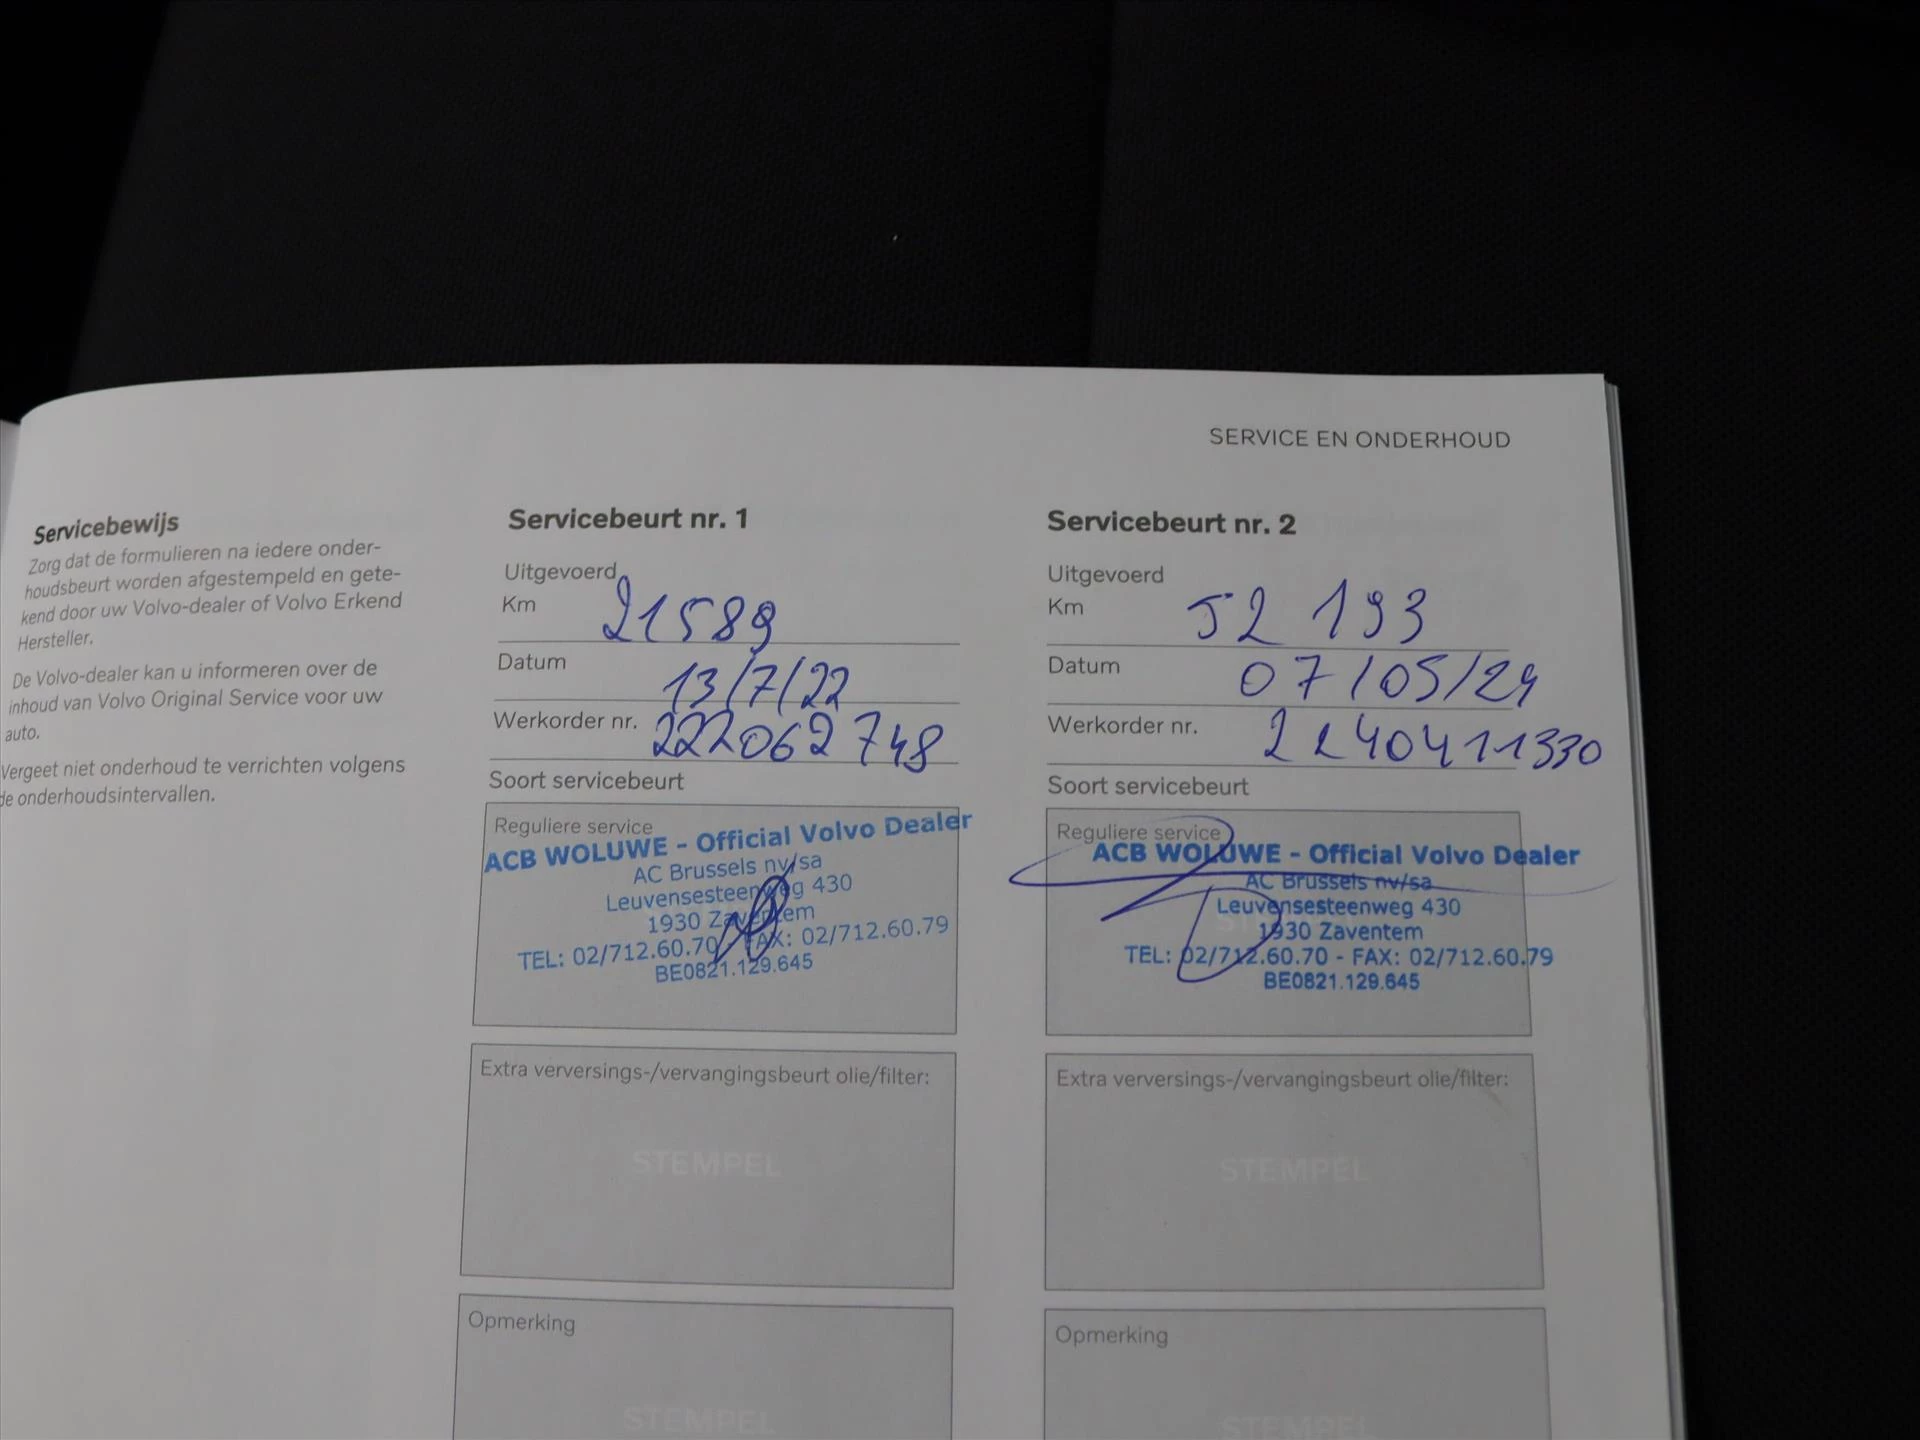 SERVICE EN ONDERHOUD
Servicebewijs
Zorg dat de formulieren na iedere onder-
houdsbeurt worden afgestempeld en gete-
kend door uw Volvo-dealer of Volvo Erkend
Hersteller.
De Volvo-dealer kan u informeren over de
inhoud van Volvo Original Service voor uw
auto.
Vergeet niet onderhoud te verrichten volgens
de onderhoudsintervallen.
Servicebeurt nr. 1
Uitgevoerd
Km 21589
Datum 13/7/22
Werkorder nr. 222062748
Soort servicebeurt
Reguliere service
ACB WOLUWE - Official Volvo Dealer
AC Brussels nv/sa
Leuvensesteenweg 430
1930 Zaventem
TEL: 02/712.60.70 - FAX: 02/712.60.79
BE0821.129.645
Extra verversings-/vervangingsbeurt olie/filter:
STEMPEL
Opmerking
STEMPEL
Servicebeurt nr. 2
Uitgevoerd
Km 52 193
Datum 07/05/24
Werkorder nr. 2240411330
Soort servicebeurt
Reguliere service
ACB WOLUWE - Official Volvo Dealer
AC Brussels nv/sa
Leuvensesteenweg 430
1930 Zaventem
TEL: 02/712.60.70 - FAX: 02/712.60.79
BE0821.129.645
Extra verversings-/vervangingsbeurt olie/filter:
STEMPEL
Opmerking
STEMPEL